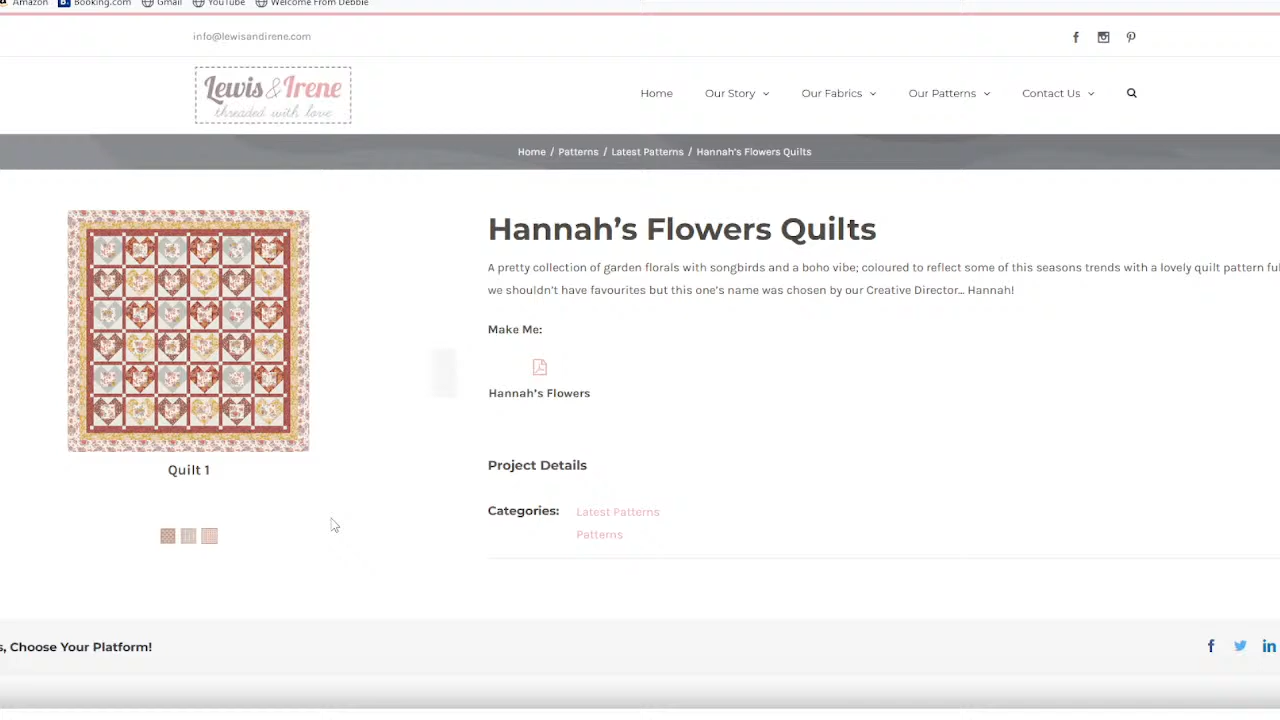 Amazon Booking.com Gmail YouTube Welcome From Debbie
info@lewisandirene.com
Lewis & Irene
threaded with love
Home Our Story Our Fabrics Our Patterns Contact Us
Home / Patterns / Latest Patterns / Hannah's Flowers Quilts
Hannah's Flowers Quilts
A pretty collection of garden florals with songbirds and a boho vibe; coloured to reflect some of this seasons trends with a lovely quilt pattern ful
we shouldn't have favourites but this one's name was chosen by our Creative Director... Hannah!
Make Me:
Hannah's Flowers
Quilt 1
Project Details
Categories: Latest Patterns
Patterns
s, Choose Your Platform!